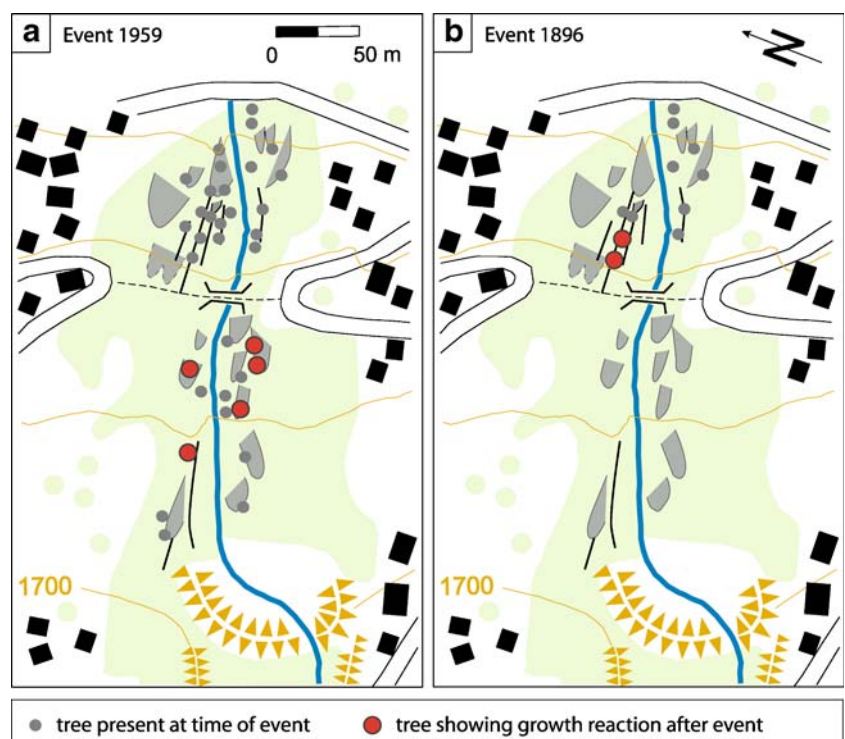 a Event 1959
0 50 m
b Event 1896
N
1700
1700
tree present at time of event
tree showing growth reaction after event